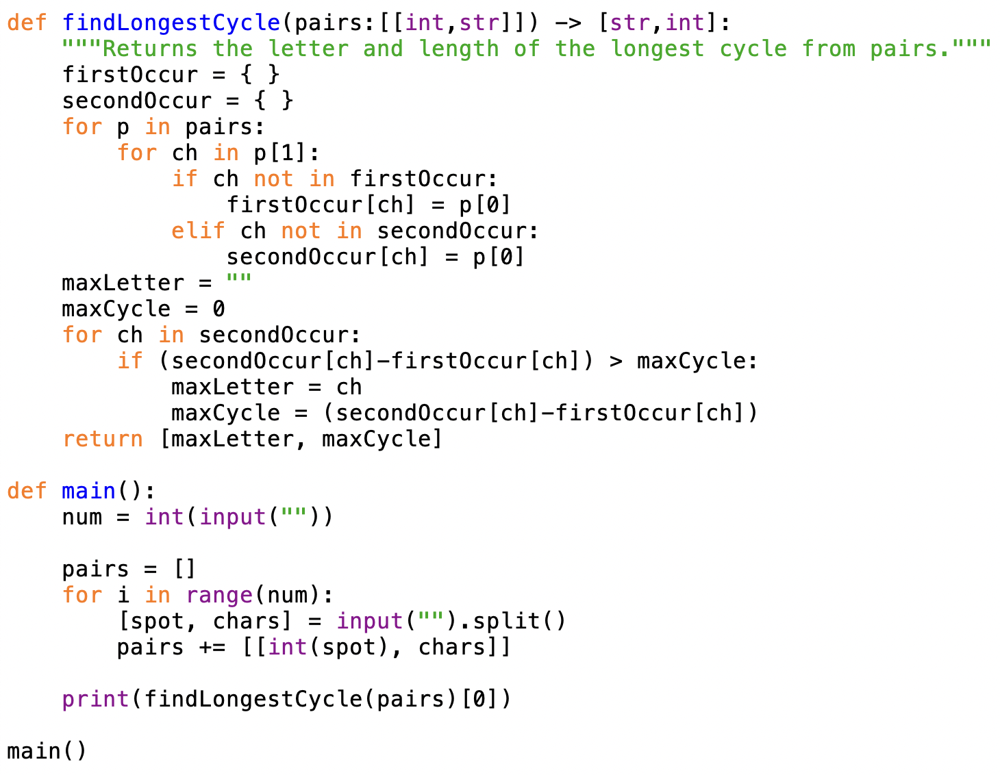 def findLongestCycle(pairs:[[int,str]]) -> [str,int]:
    """Returns the letter and length of the longest cycle from pairs."""
    firstOccur = { }
    secondOccur = { }
    for p in pairs:
        for ch in p[1]:
            if ch not in firstOccur:
                firstOccur[ch] = p[0]
            elif ch not in secondOccur:
                secondOccur[ch] = p[0]
    maxLetter = ""
    maxCycle = 0
    for ch in secondOccur:
        if (secondOccur[ch]-firstOccur[ch]) > maxCycle:
            maxLetter = ch
            maxCycle = (secondOccur[ch]-firstOccur[ch])
    return [maxLetter, maxCycle]

def main():
    num = int(input(""))

    pairs = []
    for i in range(num):
        [spot, chars] = input("").split()
        pairs += [[int(spot), chars]]

    print(findLongestCycle(pairs)[0])

main()